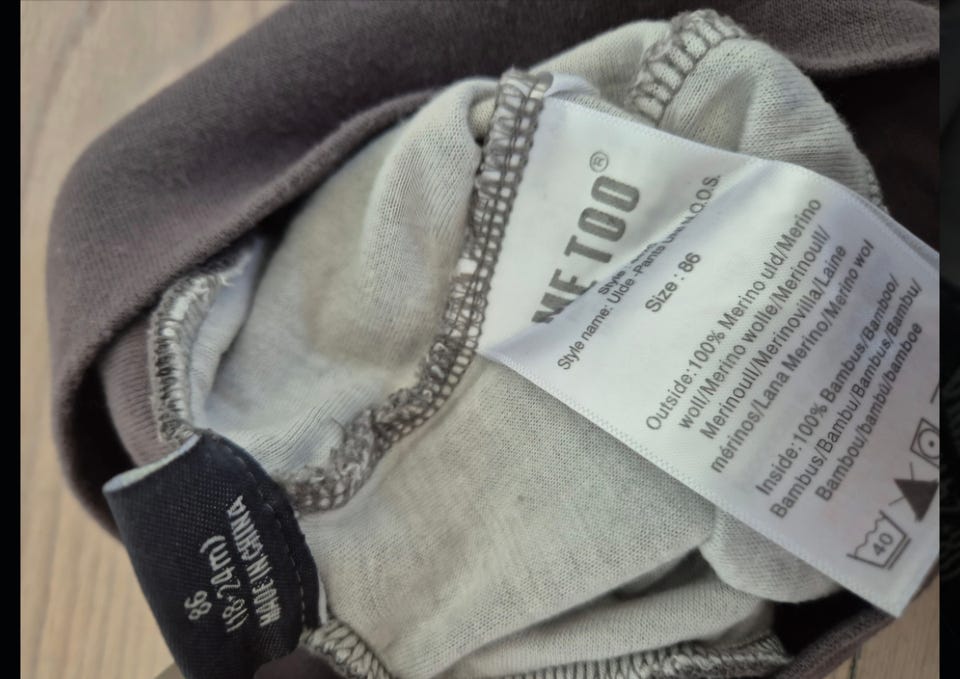 ME TOO®
Style name: Ulde -Pants Uni N.O.O.S.
Size : 86
Outside:100% Merino uld/Merino
woll/Merino wolle/Merinoull/
Merinoull/Merinovilla/Laine
mérinos/Lana Merino/Merino wol
Inside:100% Bambus/Bamboo/
Bambus/Bambu/Bambus/Bambu/
Bambou/bambú/bamboe
40
86
(18-24m)
MADE IN CHINA